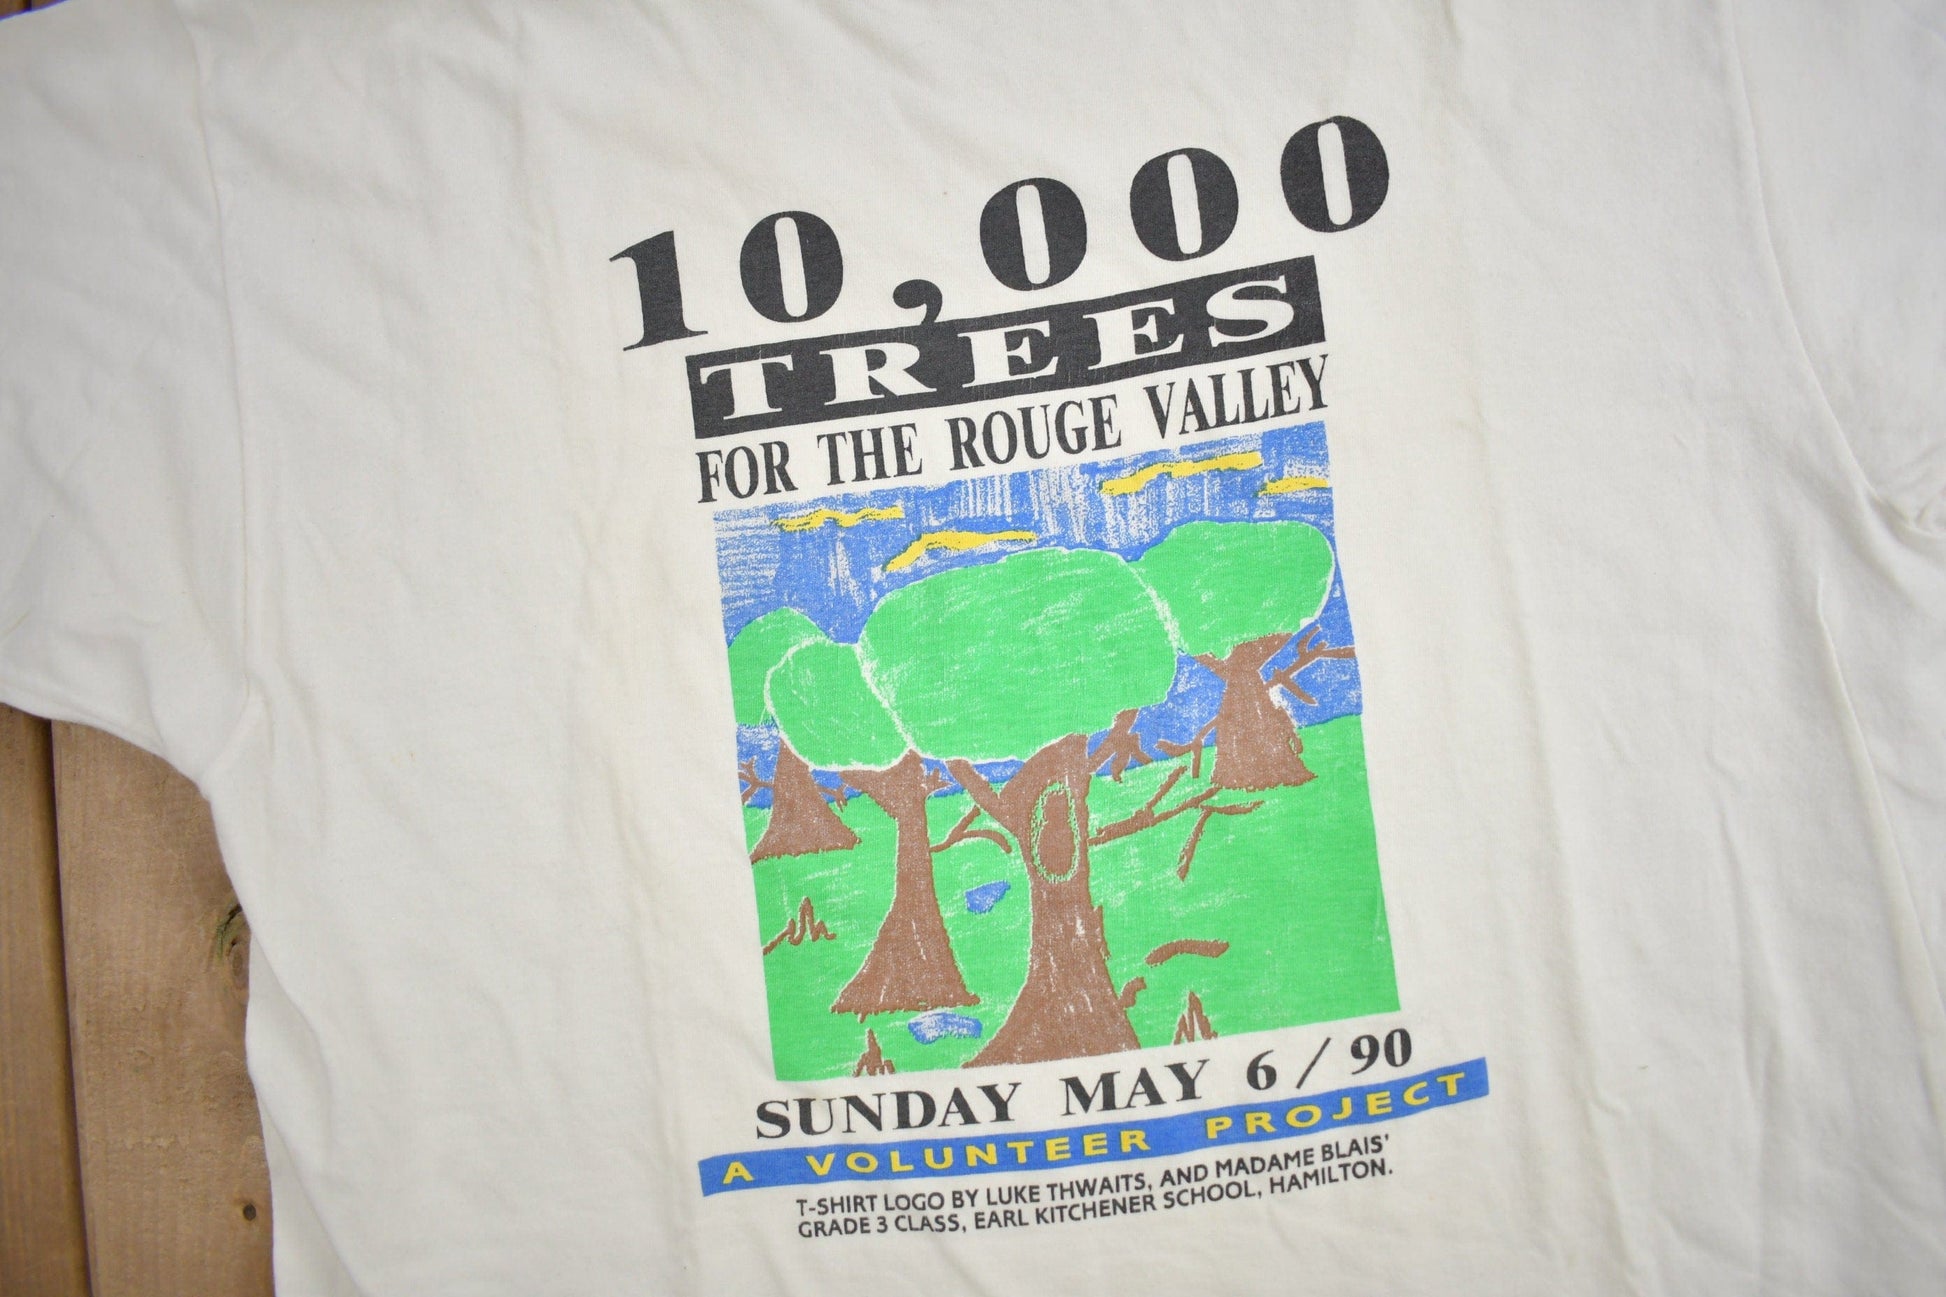 10,000
TREES
FOR THE ROUGE VALLEY
SUNDAY MAY 6/90
A VOLUNTEER PROJECT
T-SHIRT LOGO BY LUKE THWAITS, AND MADAME BLAIS'
GRADE 3 CLASS, EARL KITCHENER SCHOOL, HAMILTON.